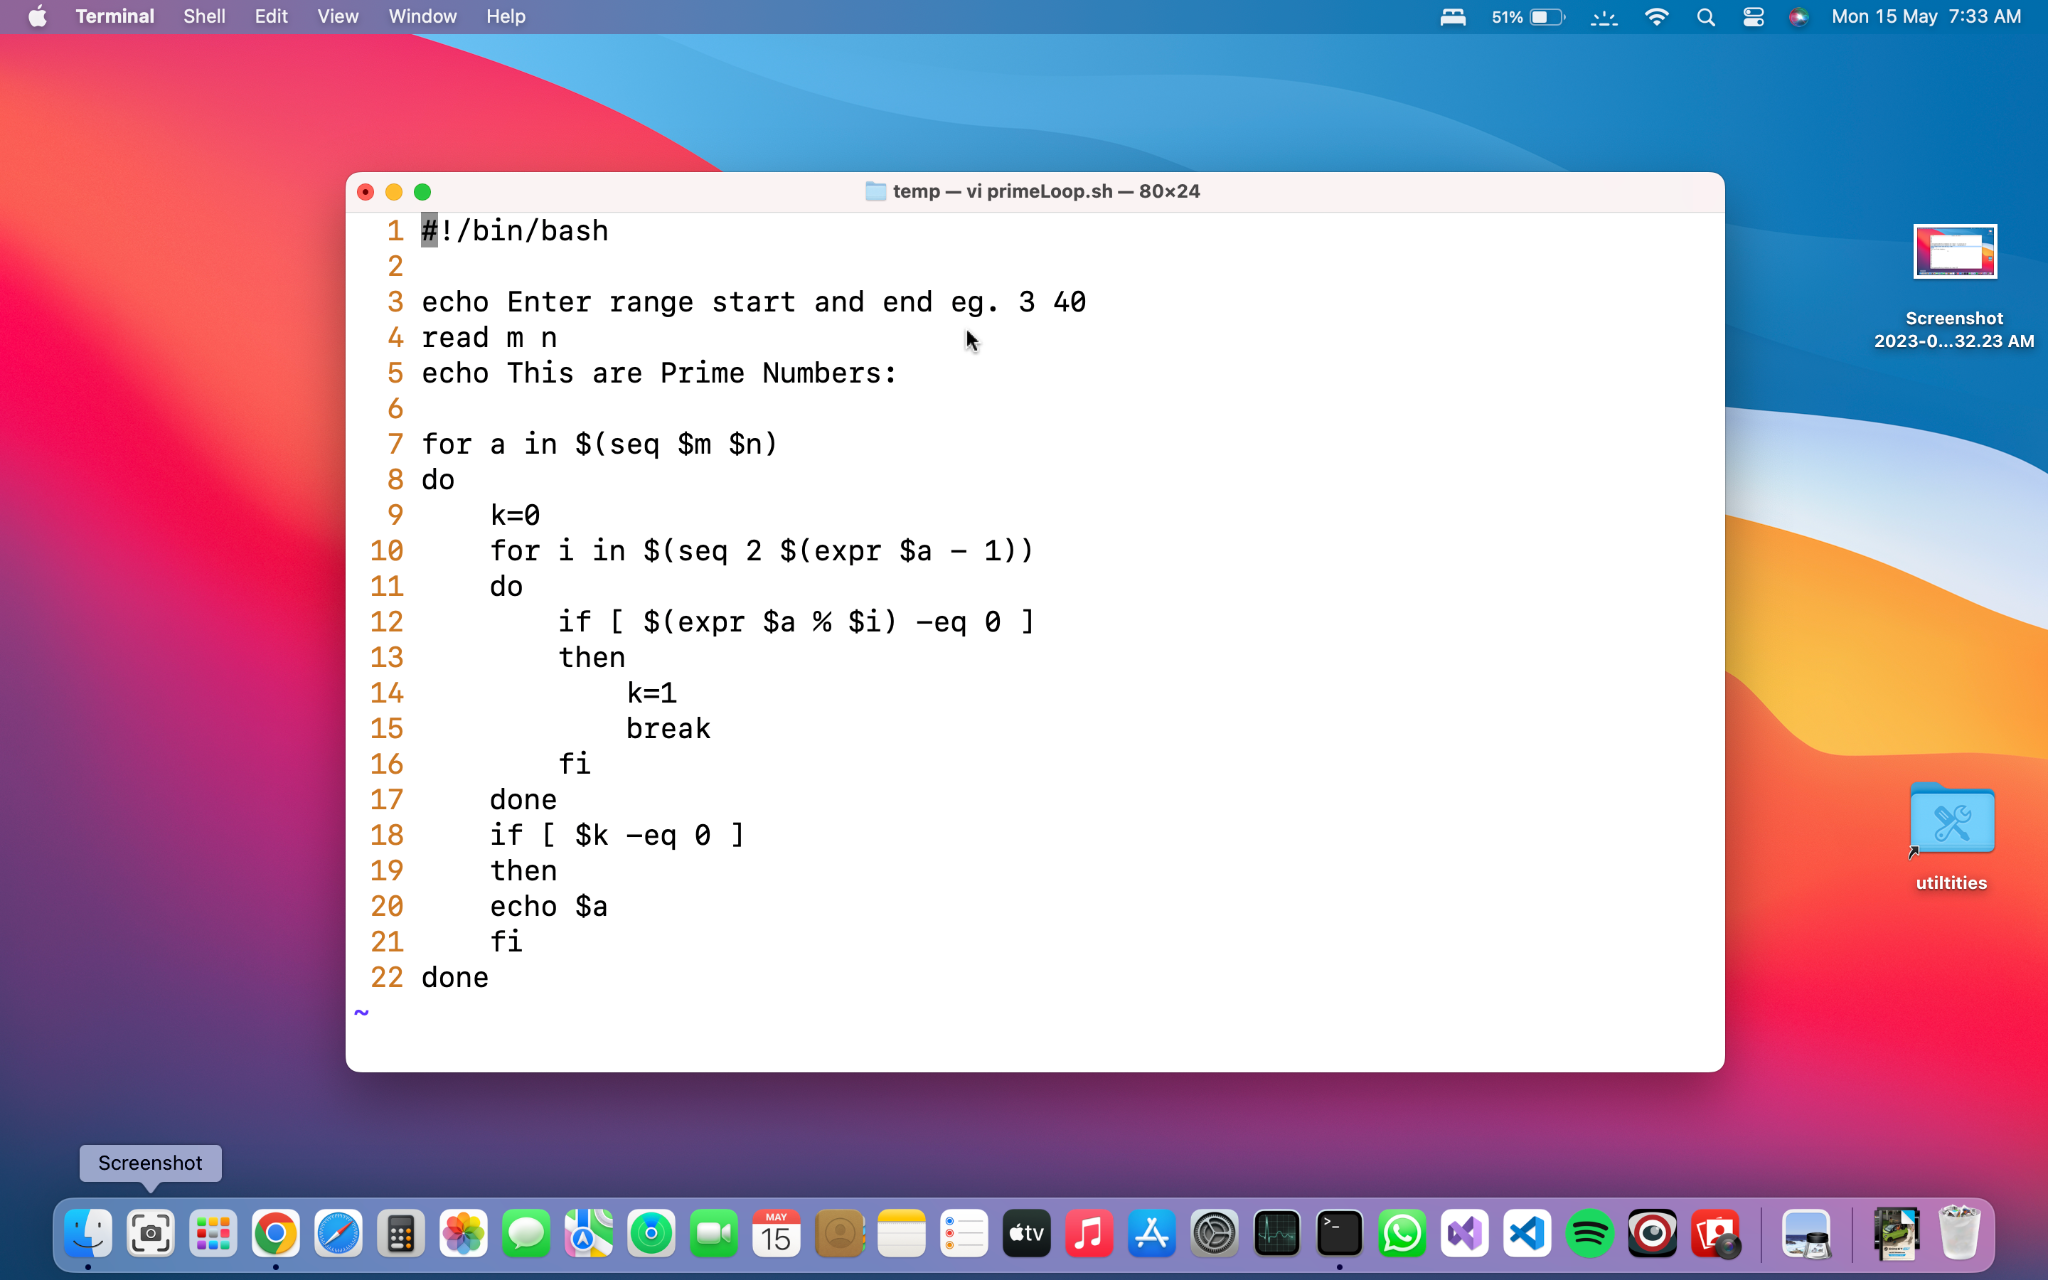 Terminal Shell Edit View Window Help 51% Mon 15 May 7:33 AM
temp — vi primeLoop.sh — 80×24
1 #!/bin/bash
2
3 echo Enter range start and end eg. 3 40
4 read m n
5 echo This are Prime Numbers:
6
7 for a in $(seq $m $n)
8 do
9     k=0
10     for i in $(seq 2 $(expr $a - 1))
11     do
12         if [ $(expr $a % $i) -eq 0 ]
13         then
14             k=1
15             break
16         fi
17     done
18     if [ $k -eq 0 ]
19     then
20     echo $a
21     fi
22 done
~
Screenshot
2023-0...32.23 AM
utiltities
Screenshot
MAY
15
tv
>_